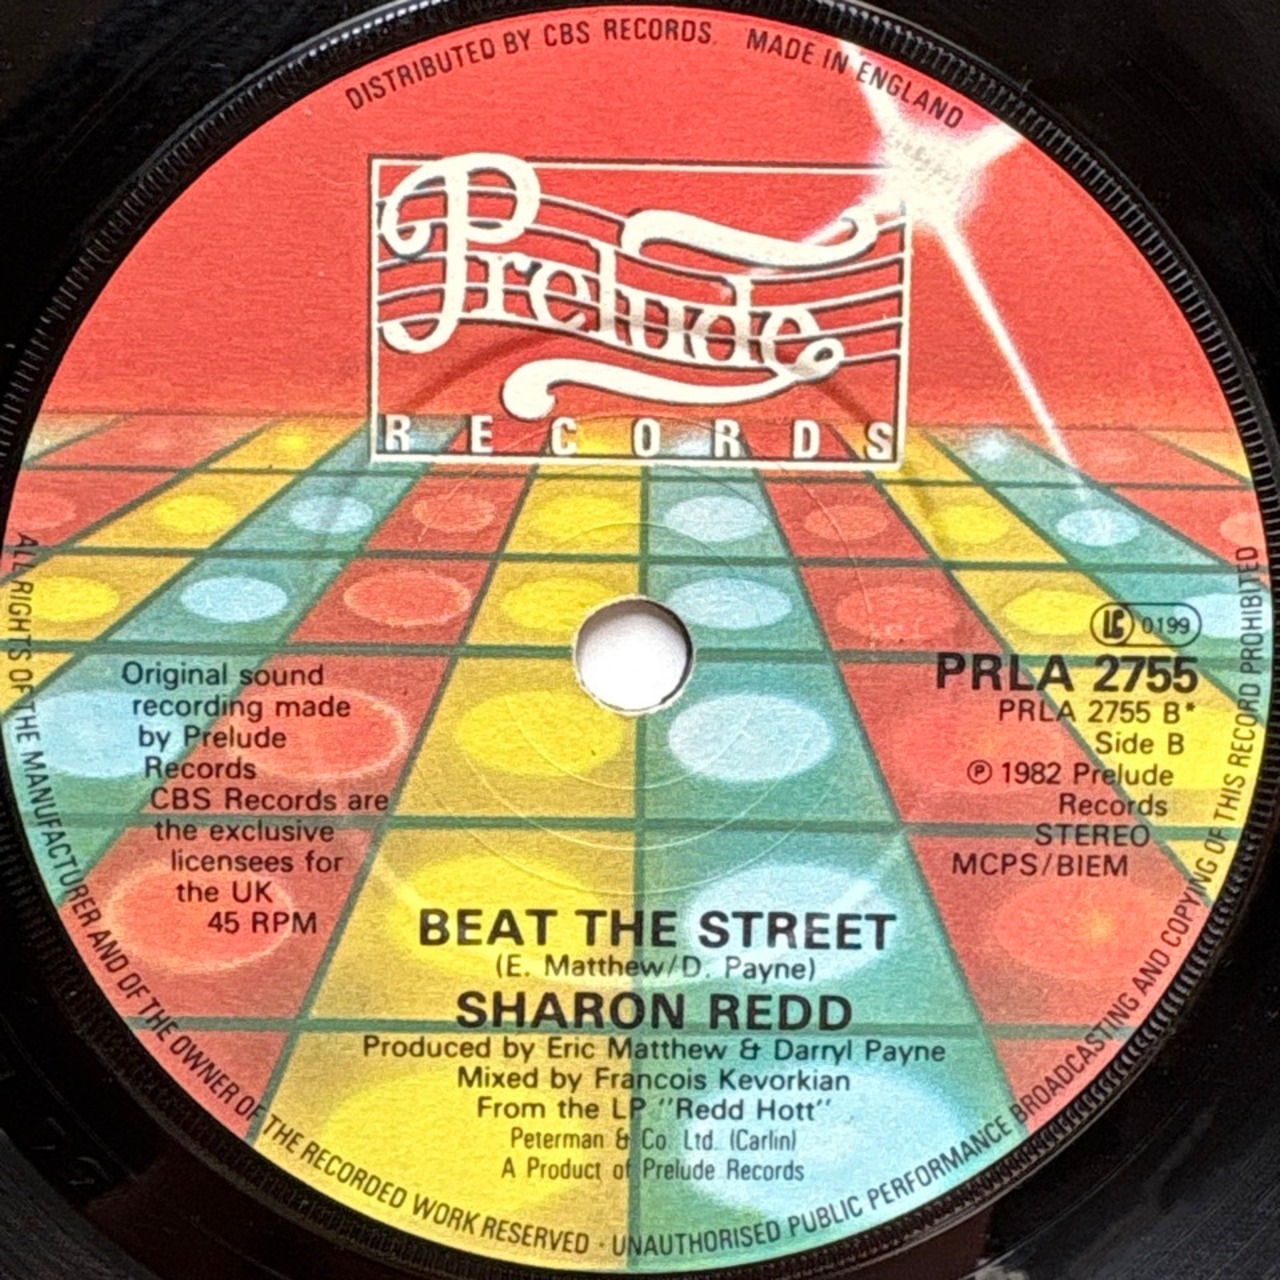 DISTRIBUTED BY CBS RECORDS. MADE IN ENGLAND
Prelude
RECORDS
LC 0199
PRLA 2755
PRLA 2755 B*
Side B
℗ 1982 Prelude
Records
STEREO
MCPS/BIEM
Original sound
recording made
by Prelude
Records
CBS Records are
the exclusive
licensees for
the UK
45 RPM
BEAT THE STREET
(E. Matthew/D. Payne)
SHARON REDD
Produced by Eric Matthew & Darryl Payne
Mixed by Francois Kevorkian
From the LP "Redd Hott"
Peterman & Co. Ltd. (Carlin)
A Product of Prelude Records
ALL RIGHTS OF THE MANUFACTURER AND OF THE OWNER OF THE RECORDED WORK RESERVED · UNAUTHORISED PUBLIC PERFORMANCE BROADCASTING AND COPYING OF THIS RECORD PROHIBITED